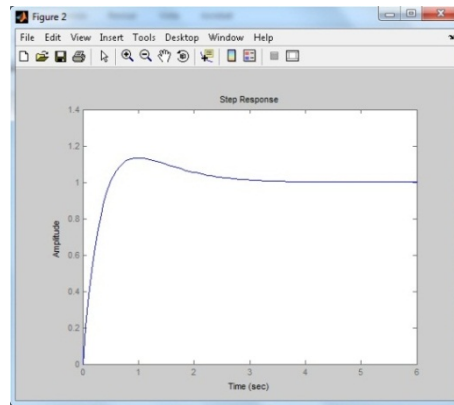 Figure 2
File Edit View Insert Tools Desktop Window Help
Step Response
1.4
1.2
1
0.8
0.6
0.4
0.2
0
Amplitude
0 1 2 3 4 5 6
Time (sec)